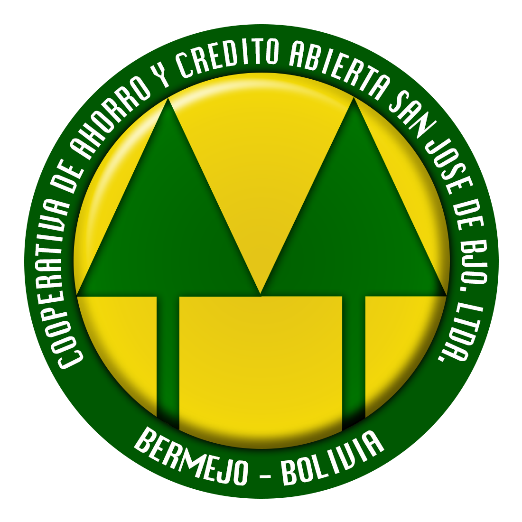 COOPERATIVA DE AHORRO Y CREDITO ABIERTA SAN JOSE DE BJO. LTDA.
BERMEJO - BOLIVIA